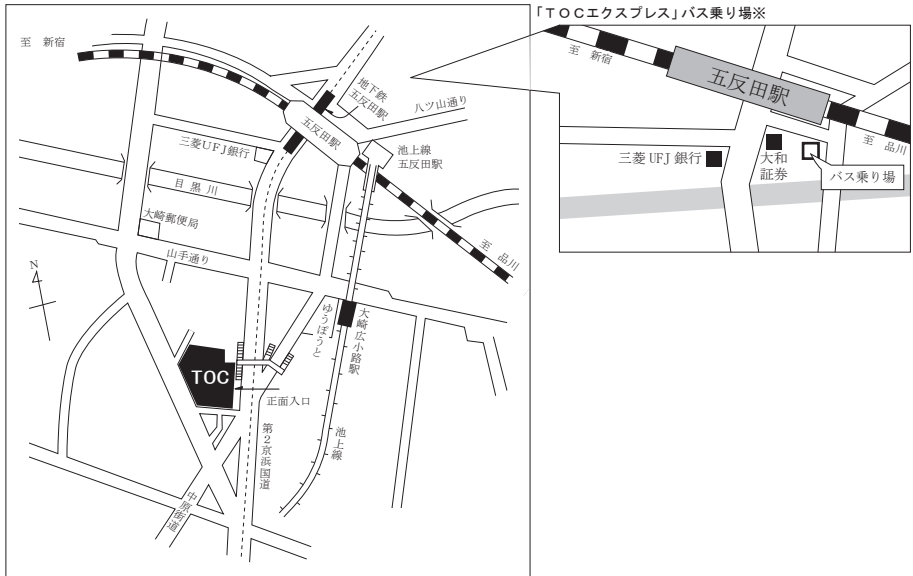 「TOCエクスプレス」バス乗り場※
至 新宿
地下鉄
五反田駅
八ツ山通り
五反田駅
三菱UFJ銀行
池上線
五反田駅
目黒川
大崎郵便局
山手通り
至 品川
N
ゆうぽうと
大崎広小路駅
TOC
正面入口
第2京浜国道
池上線
中原街道
至 新宿
五反田駅
至 品川
三菱UFJ銀行
大和
証券
バス乗り場